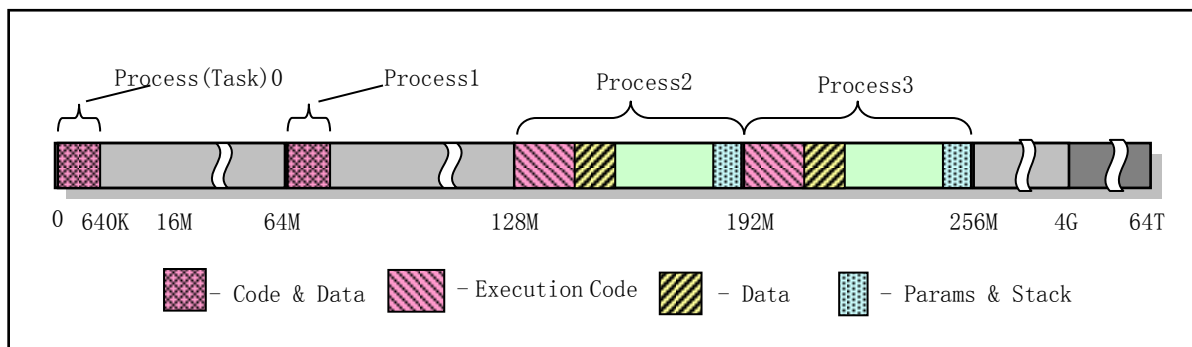 Process(Task)0
Process1
Process2
Process3
0 640K 16M 64M 128M 192M 256M 4G 64T
- Code & Data
- Execution Code
- Data
- Params & Stack